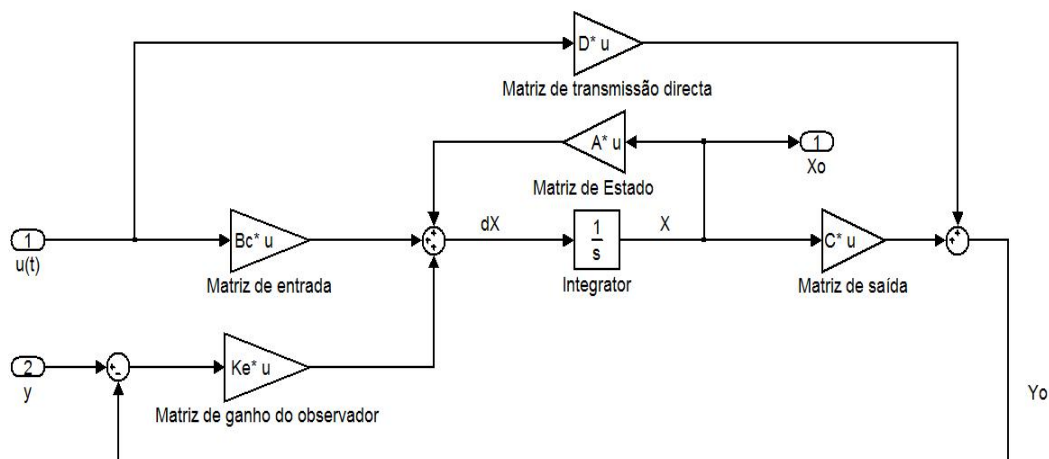 D* u
Matriz de transmissão directa
A* u
Matriz de Estado
1
Xo
1
u(t)
Bc* u
Matriz de entrada
dX
1
s
Integrator
X
C* u
Matriz de saída
2
y
Ke* u
Matriz de ganho do observador
Yo